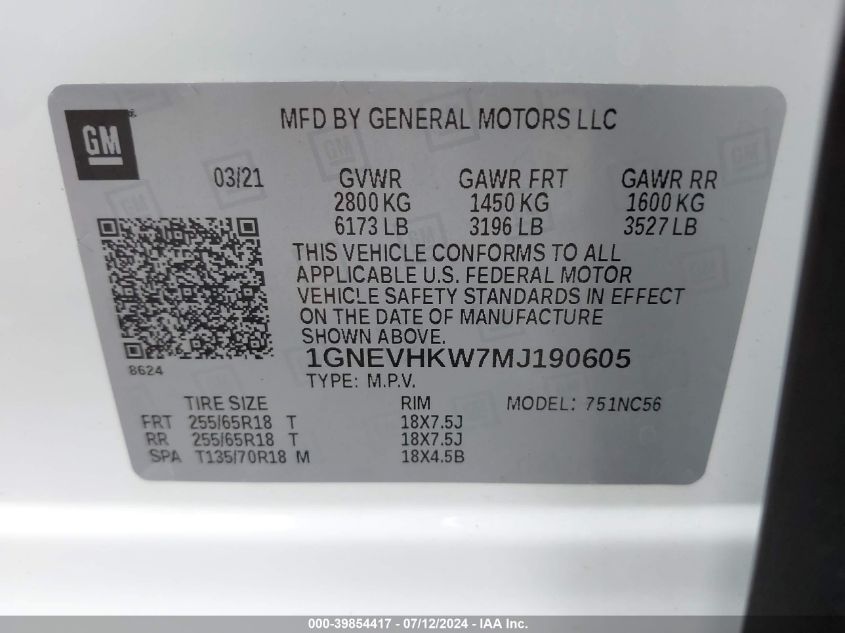 GM
MFD BY GENERAL MOTORS LLC
03/21 GVWR GAWR FRT GAWR RR
2800 KG 1450 KG 1600 KG
6173 LB 3196 LB 3527 LB
THIS VEHICLE CONFORMS TO ALL
APPLICABLE U.S. FEDERAL MOTOR
VEHICLE SAFETY STANDARDS IN EFFECT
ON THE DATE OF MANUFACTURE
SHOWN ABOVE.
8624
1GNEVHKW7MJ190605
TYPE: M.P.V.
TIRE SIZE RIM MODEL: 751NC56
FRT 255/65R18 T 18X7.5J
RR 255/65R18 T 18X7.5J
SPA T135/70R18 M 18X4.5B
000-39854417 - 07/12/2024 - IAA Inc.